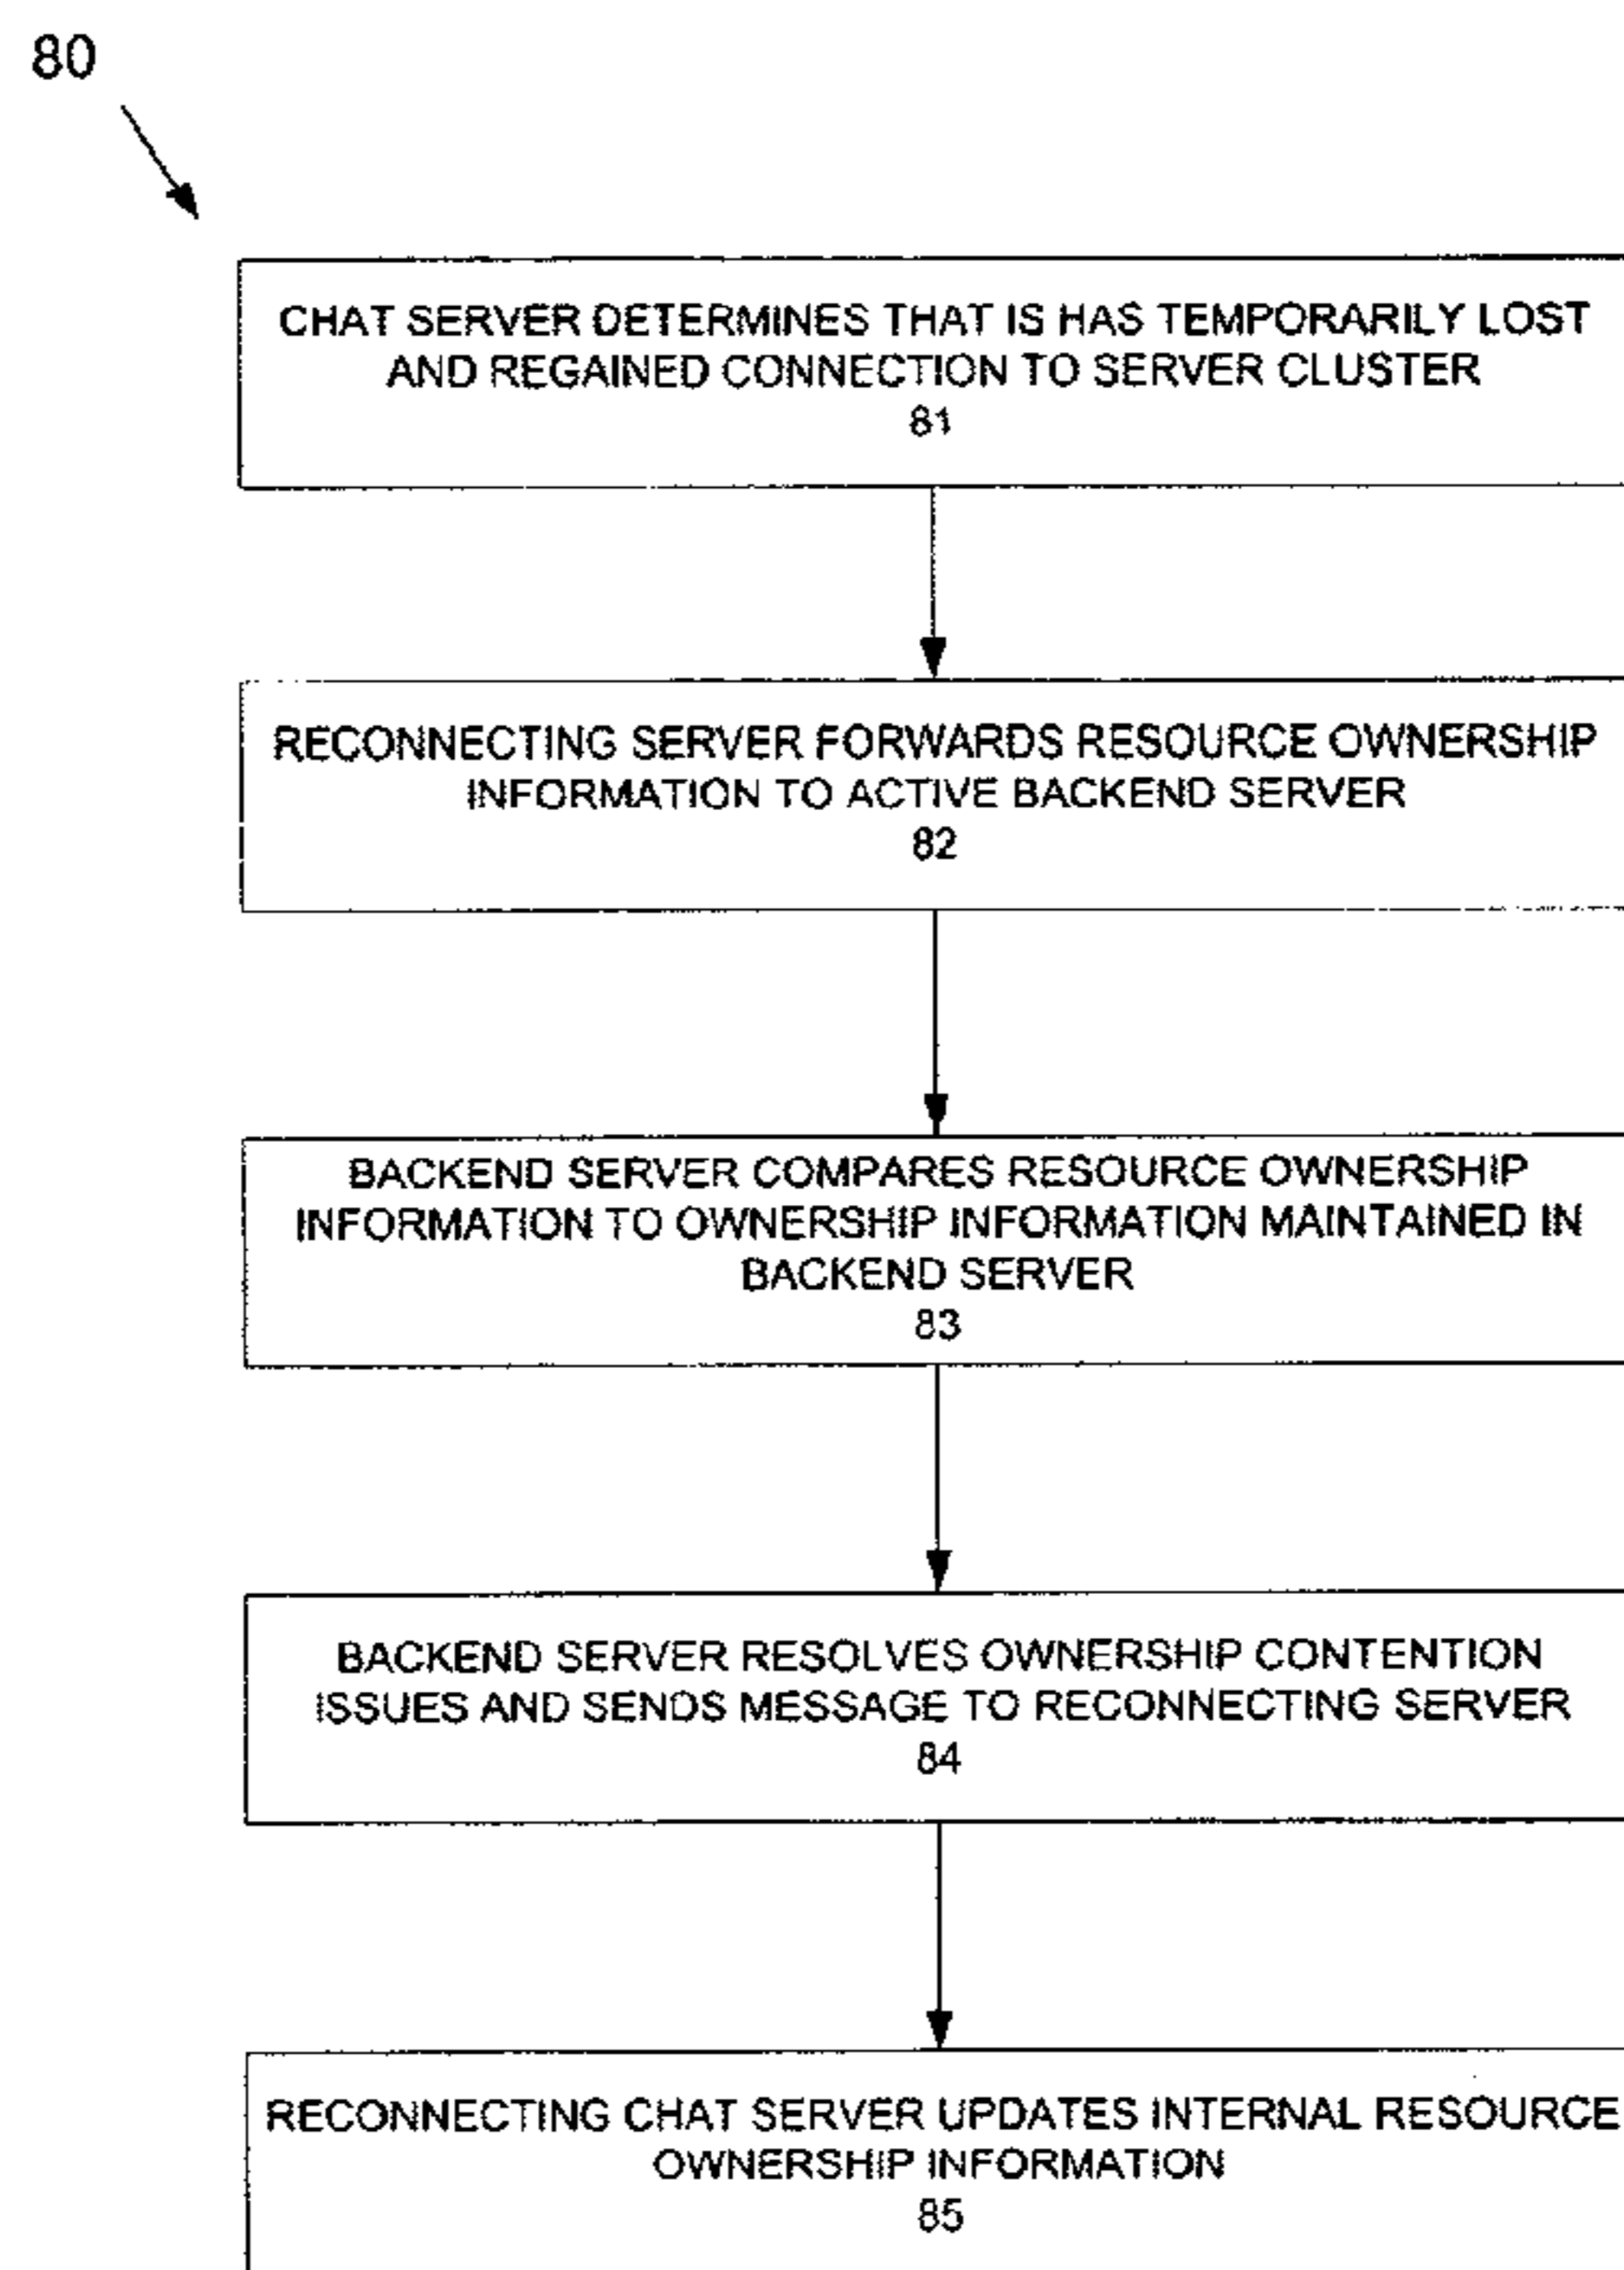 80
CHAT SERVER DETERMINES THAT IS HAS TEMPORARILY LOST
AND REGAINED CONNECTION TO SERVER CLUSTER
81
RECONNECTING SERVER FORWARDS RESOURCE OWNERSHIP
INFORMATION TO ACTIVE BACKEND SERVER
82
BACKEND SERVER COMPARES RESOURCE OWNERSHIP
INFORMATION TO OWNERSHIP INFORMATION MAINTAINED IN
BACKEND SERVER
83
BACKEND SERVER RESOLVES OWNERSHIP CONTENTION
ISSUES AND SENDS MESSAGE TO RECONNECTING SERVER
84
RECONNECTING CHAT SERVER UPDATES INTERNAL RESOURCE
OWNERSHIP INFORMATION
85